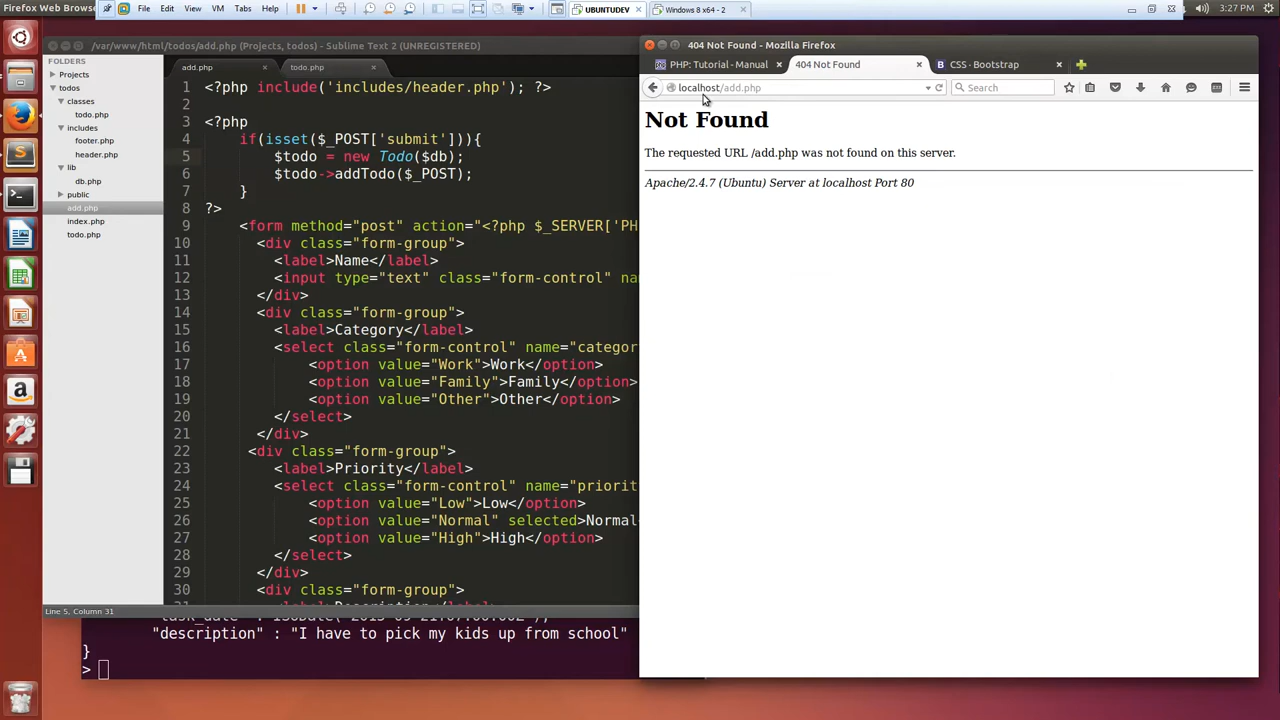 Firefox Web Brows
File Edit View VM Tabs Help
UBUNTUDEV
Windows 8 x64 - 2
3:27 PM
/var/www/html/todos/add.php (Projects, todos) - Sublime Text 2 (UNREGISTERED)
FOLDERS
Projects
todos
classes
todo.php
includes
footer.php
header.php
lib
db.php
public
add.php
index.php
todo.php
add.php
todo.php
1 <?php include('includes/header.php'); ?>
2
3 <?php
4 if(isset($_POST['submit'])){
5 $todo = new Todo($db);
6 $todo->addTodo($_POST);
7 }
8 ?>
9 <form method="post" action="<?php $_SERVER['PH
10 <div class="form-group">
11 <label>Name</label>
12 <input type="text" class="form-control" na
13 </div>
14 <div class="form-group">
15 <label>Category</label>
16 <select class="form-control" name="categor
17 <option value="Work">Work</option>
18 <option value="Family">Family</option>
19 <option value="Other">Other</option>
20 </select>
21 </div>
22 <div class="form-group">
23 <label>Priority</label>
24 <select class="form-control" name="priorit
25 <option value="Low">Low</option>
26 <option value="Normal" selected>Normal
27 <option value="High">High</option>
28 </select>
29 </div>
30 <div class="form-group">
Line 5, Column 31
"description" : "I have to pick my kids up from school"
}
>
404 Not Found - Mozilla Firefox
PHP: Tutorial - Manual
404 Not Found
CSS · Bootstrap
localhost/add.php
Search
Not Found
The requested URL /add.php was not found on this server.
Apache/2.4.7 (Ubuntu) Server at localhost Port 80